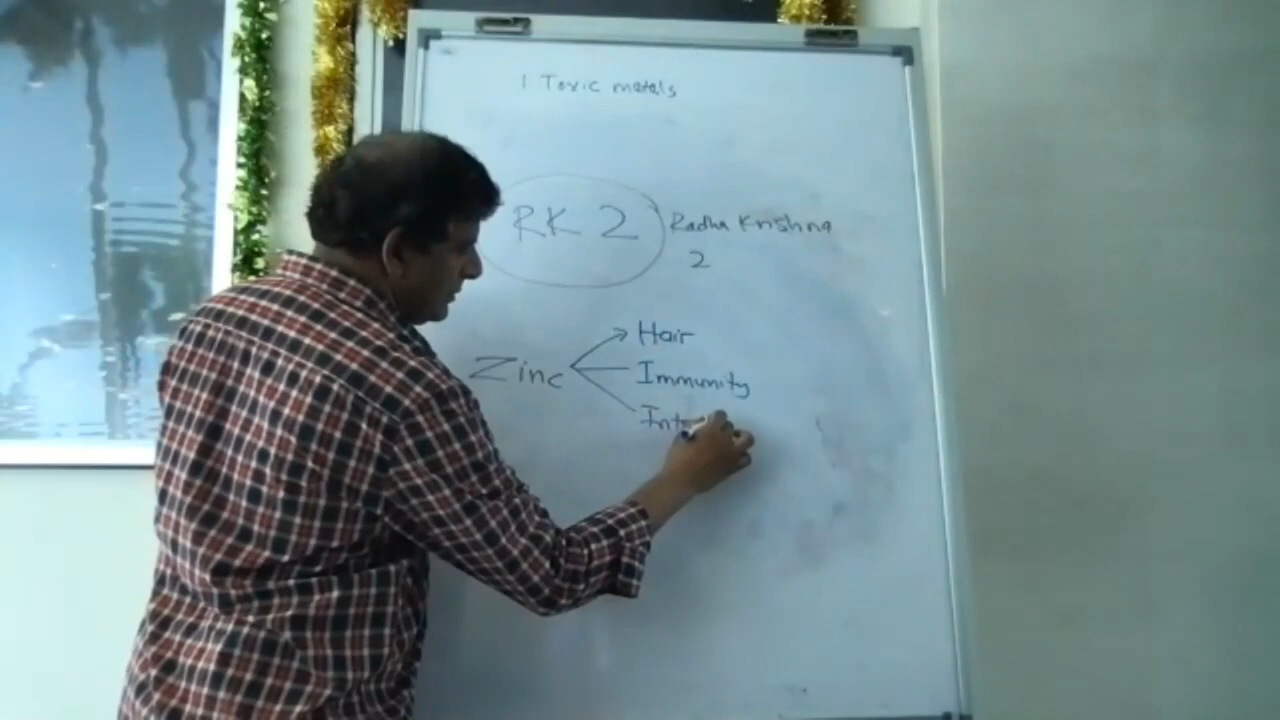 1 Toxic metals
RK 2 Radha Krishna
2
Hair
Zinc Immunity
Int